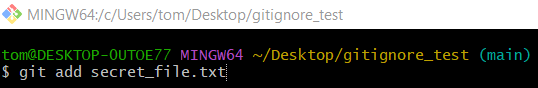 MINGW64:/c/Users/tom/Desktop/gitignore_test
tom@DESKTOP-OUTOE77 MINGW64 ~/Desktop/gitignore_test (main)
$ git add secret_file.txt